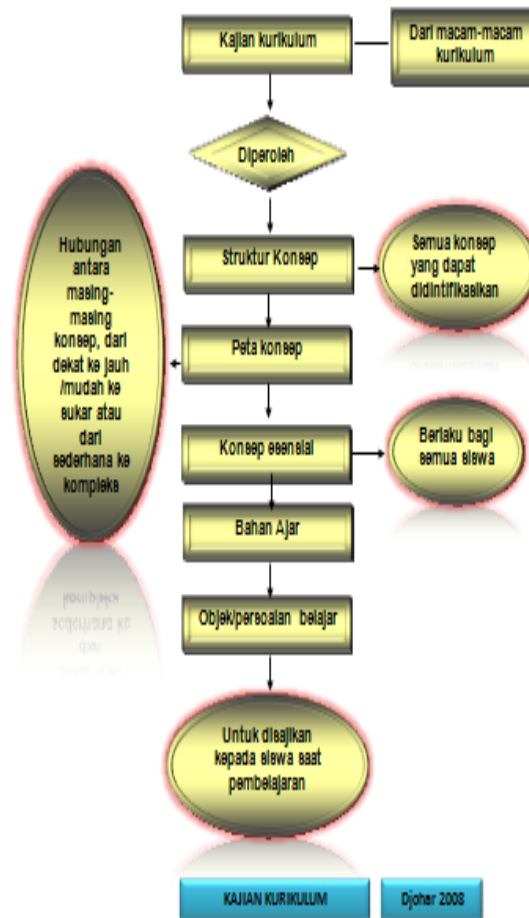 Kajian kurikulum
Dari macam-macam
kurikulum
Diperoleh
Struktur Konsep
Semua konsep
yang dapat
didintifikasikan
Hubungan
antara
masing-
masing
konsep, dari
dekat ke jauh
/mudah ke
sukar atau
dari
sederhana ke
kompleks
Peta konsep
Konsep esensial
Berlaku bagi
semua siswa
Bahan Ajar
Objek/persoalan belajar
Untuk disajikan
kepada siswa saat
pembelajaran
KAJIAN KURIKULUM
Djohar 2008